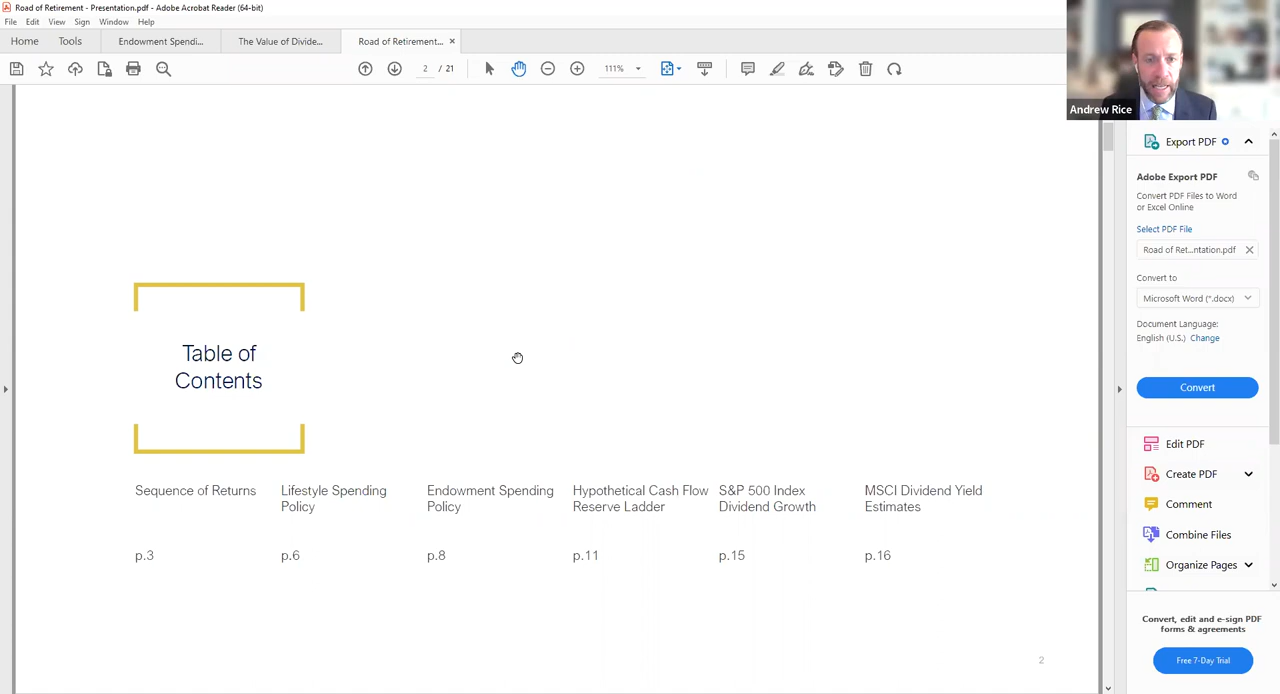 Road of Retirement - Presentation.pdf - Adobe Acrobat Reader (64-bit)
File Edit View Sign Window Help
Home Tools Endowment Spendi... The Value of Divide... Road of Retirement... ×
2 / 21 111%
Andrew Rice
Export PDF
Adobe Export PDF
Convert PDF Files to Word
or Excel Online
Select PDF File
Road of Ret...ntation.pdf
Convert to
Microsoft Word (*.docx)
Document Language:
English (U.S.) Change
Convert
Edit PDF
Create PDF
Comment
Combine Files
Organize Pages
Convert, edit and e-sign PDF
forms & agreements
Free 7-Day Trial
Table of
Contents
Sequence of Returns
p.3
Lifestyle Spending
Policy
p.6
Endowment Spending
Policy
p.8
Hypothetical Cash Flow
Reserve Ladder
p.11
S&P 500 Index
Dividend Growth
p.15
MSCI Dividend Yield
Estimates
p.16
2